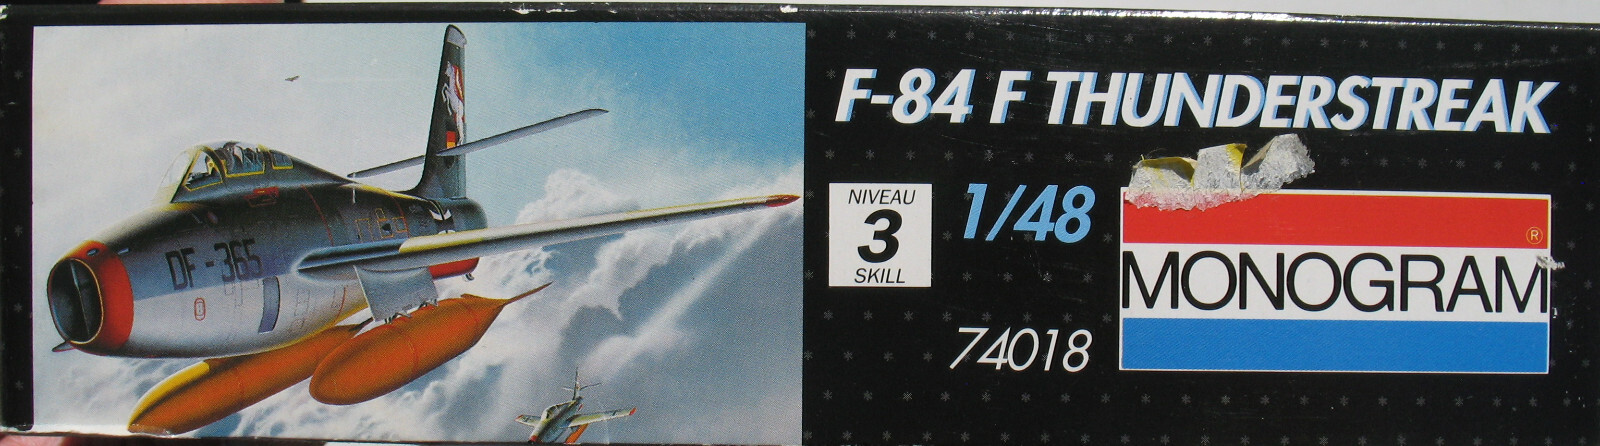 F-84 F THUNDERSTREAK
NIVEAU
3
SKILL
1/48
74018
®
MONOGRAM
DF-365